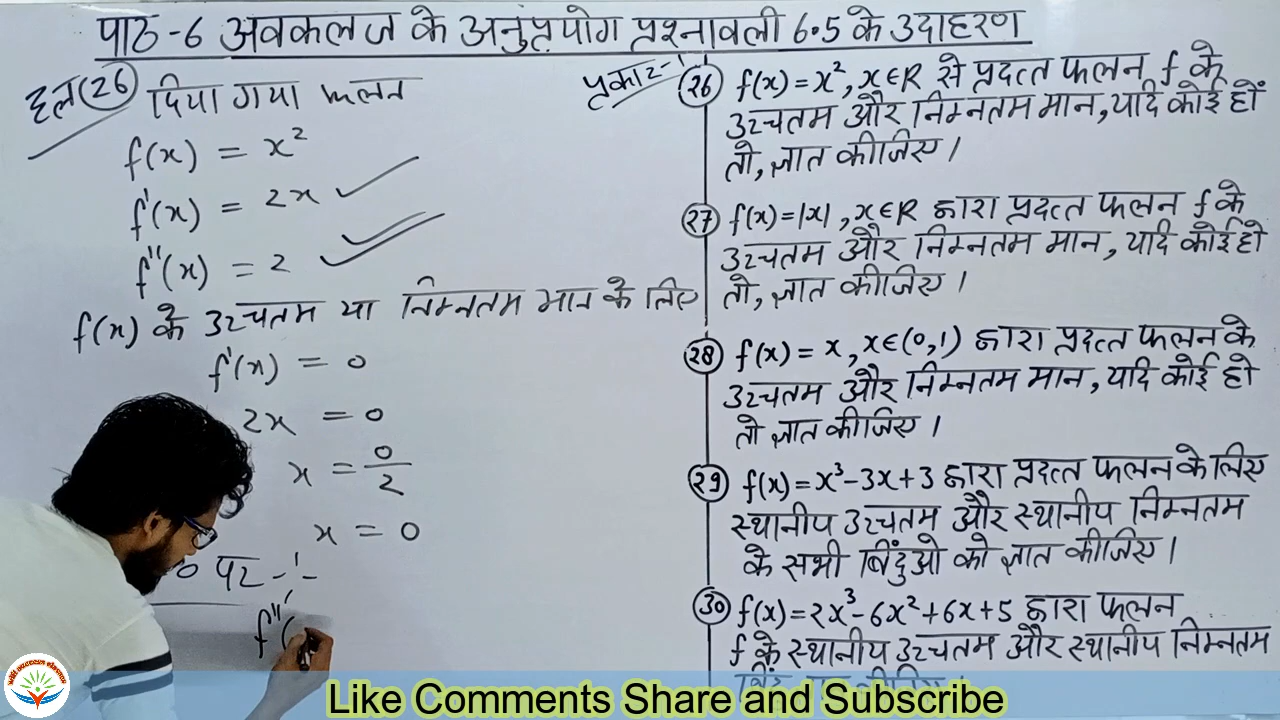 पाठ -6 अवकलज के अनुप्रयोग प्रश्नावली 6.5 के उदाहरण
हल (26) दिया गया फलन
f(x) = x²
f'(x) = 2x
f''(x) = 2
f(x) के उच्चतम या निम्नतम मान के लिए
f'(x) = 0
2x = 0
x = 0/2
x = 0
0 पर -
f''(
प्रकार -
(26) f(x) = x², x∈R से प्रदत्त फलन f के
उच्चतम और निम्नतम मान, यदि कोई हों
तो, ज्ञात कीजिए।
(27) f(x)=|x|, x∈R द्वारा प्रदत्त फलन f के
उच्चतम और निम्नतम मान, यदि कोई हो
तो, ज्ञात कीजिए।
(28) f(x) = x, x∈(0,1) द्वारा प्रदत्त फलन के
उच्चतम और निम्नतम मान, यदि कोई हो
तो ज्ञात कीजिए।
(29) f(x)=x³-3x+3 द्वारा प्रदत्त फलन के लिए
स्थानीय उच्चतम और स्थानीय निम्नतम
के सभी बिंदुओ को ज्ञात कीजिए।
(30) f(x)=2x³-6x²+6x+5 द्वारा फलन
f के स्थानीय उच्चतम और स्थानीय निम्नतम
Like Comments Share and Subscribe